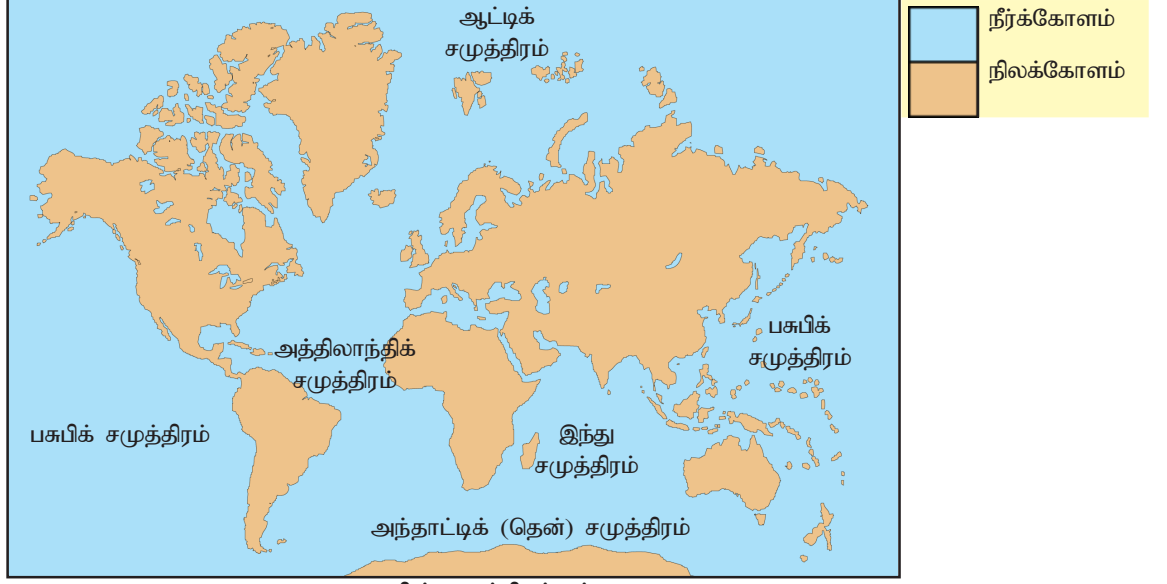 ஆட்டிக்
சமுத்திரம்
நீர்க்கோளம்
நிலக்கோளம்
பசுபிக்
சமுத்திரம்
அத்திலாந்திக்
சமுத்திரம்
பசுபிக் சமுத்திரம்
இந்து
சமுத்திரம்
அந்தாட்டிக் (தென்) சமுத்திரம்